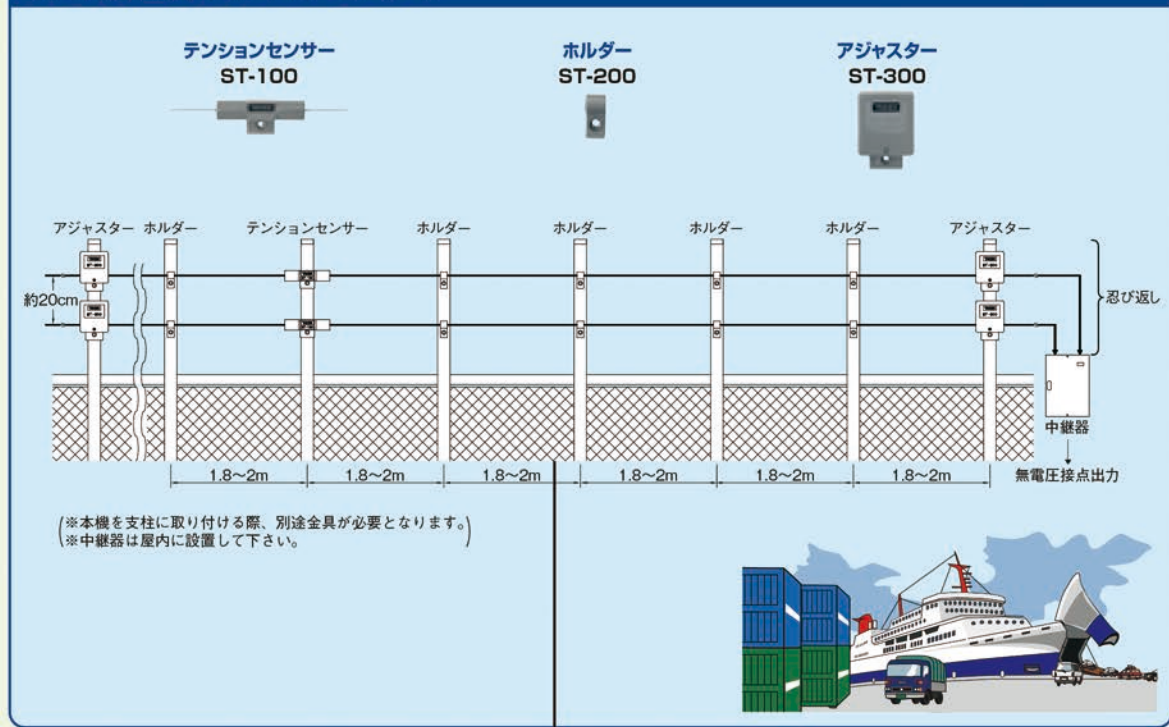 テンションセンサー
ST-100
ホルダー
ST-200
アジャスター
ST-300
アジャスター ホルダー テンションセンサー ホルダー ホルダー ホルダー ホルダー アジャスター
約20cm
忍び返し
中継器
無電圧接点出力
1.8～2m 1.8～2m 1.8～2m 1.8～2m 1.8～2m 1.8～2m
(※本機を支柱に取り付ける際、別途金具が必要となります。
※中継器は屋内に設置して下さい。)